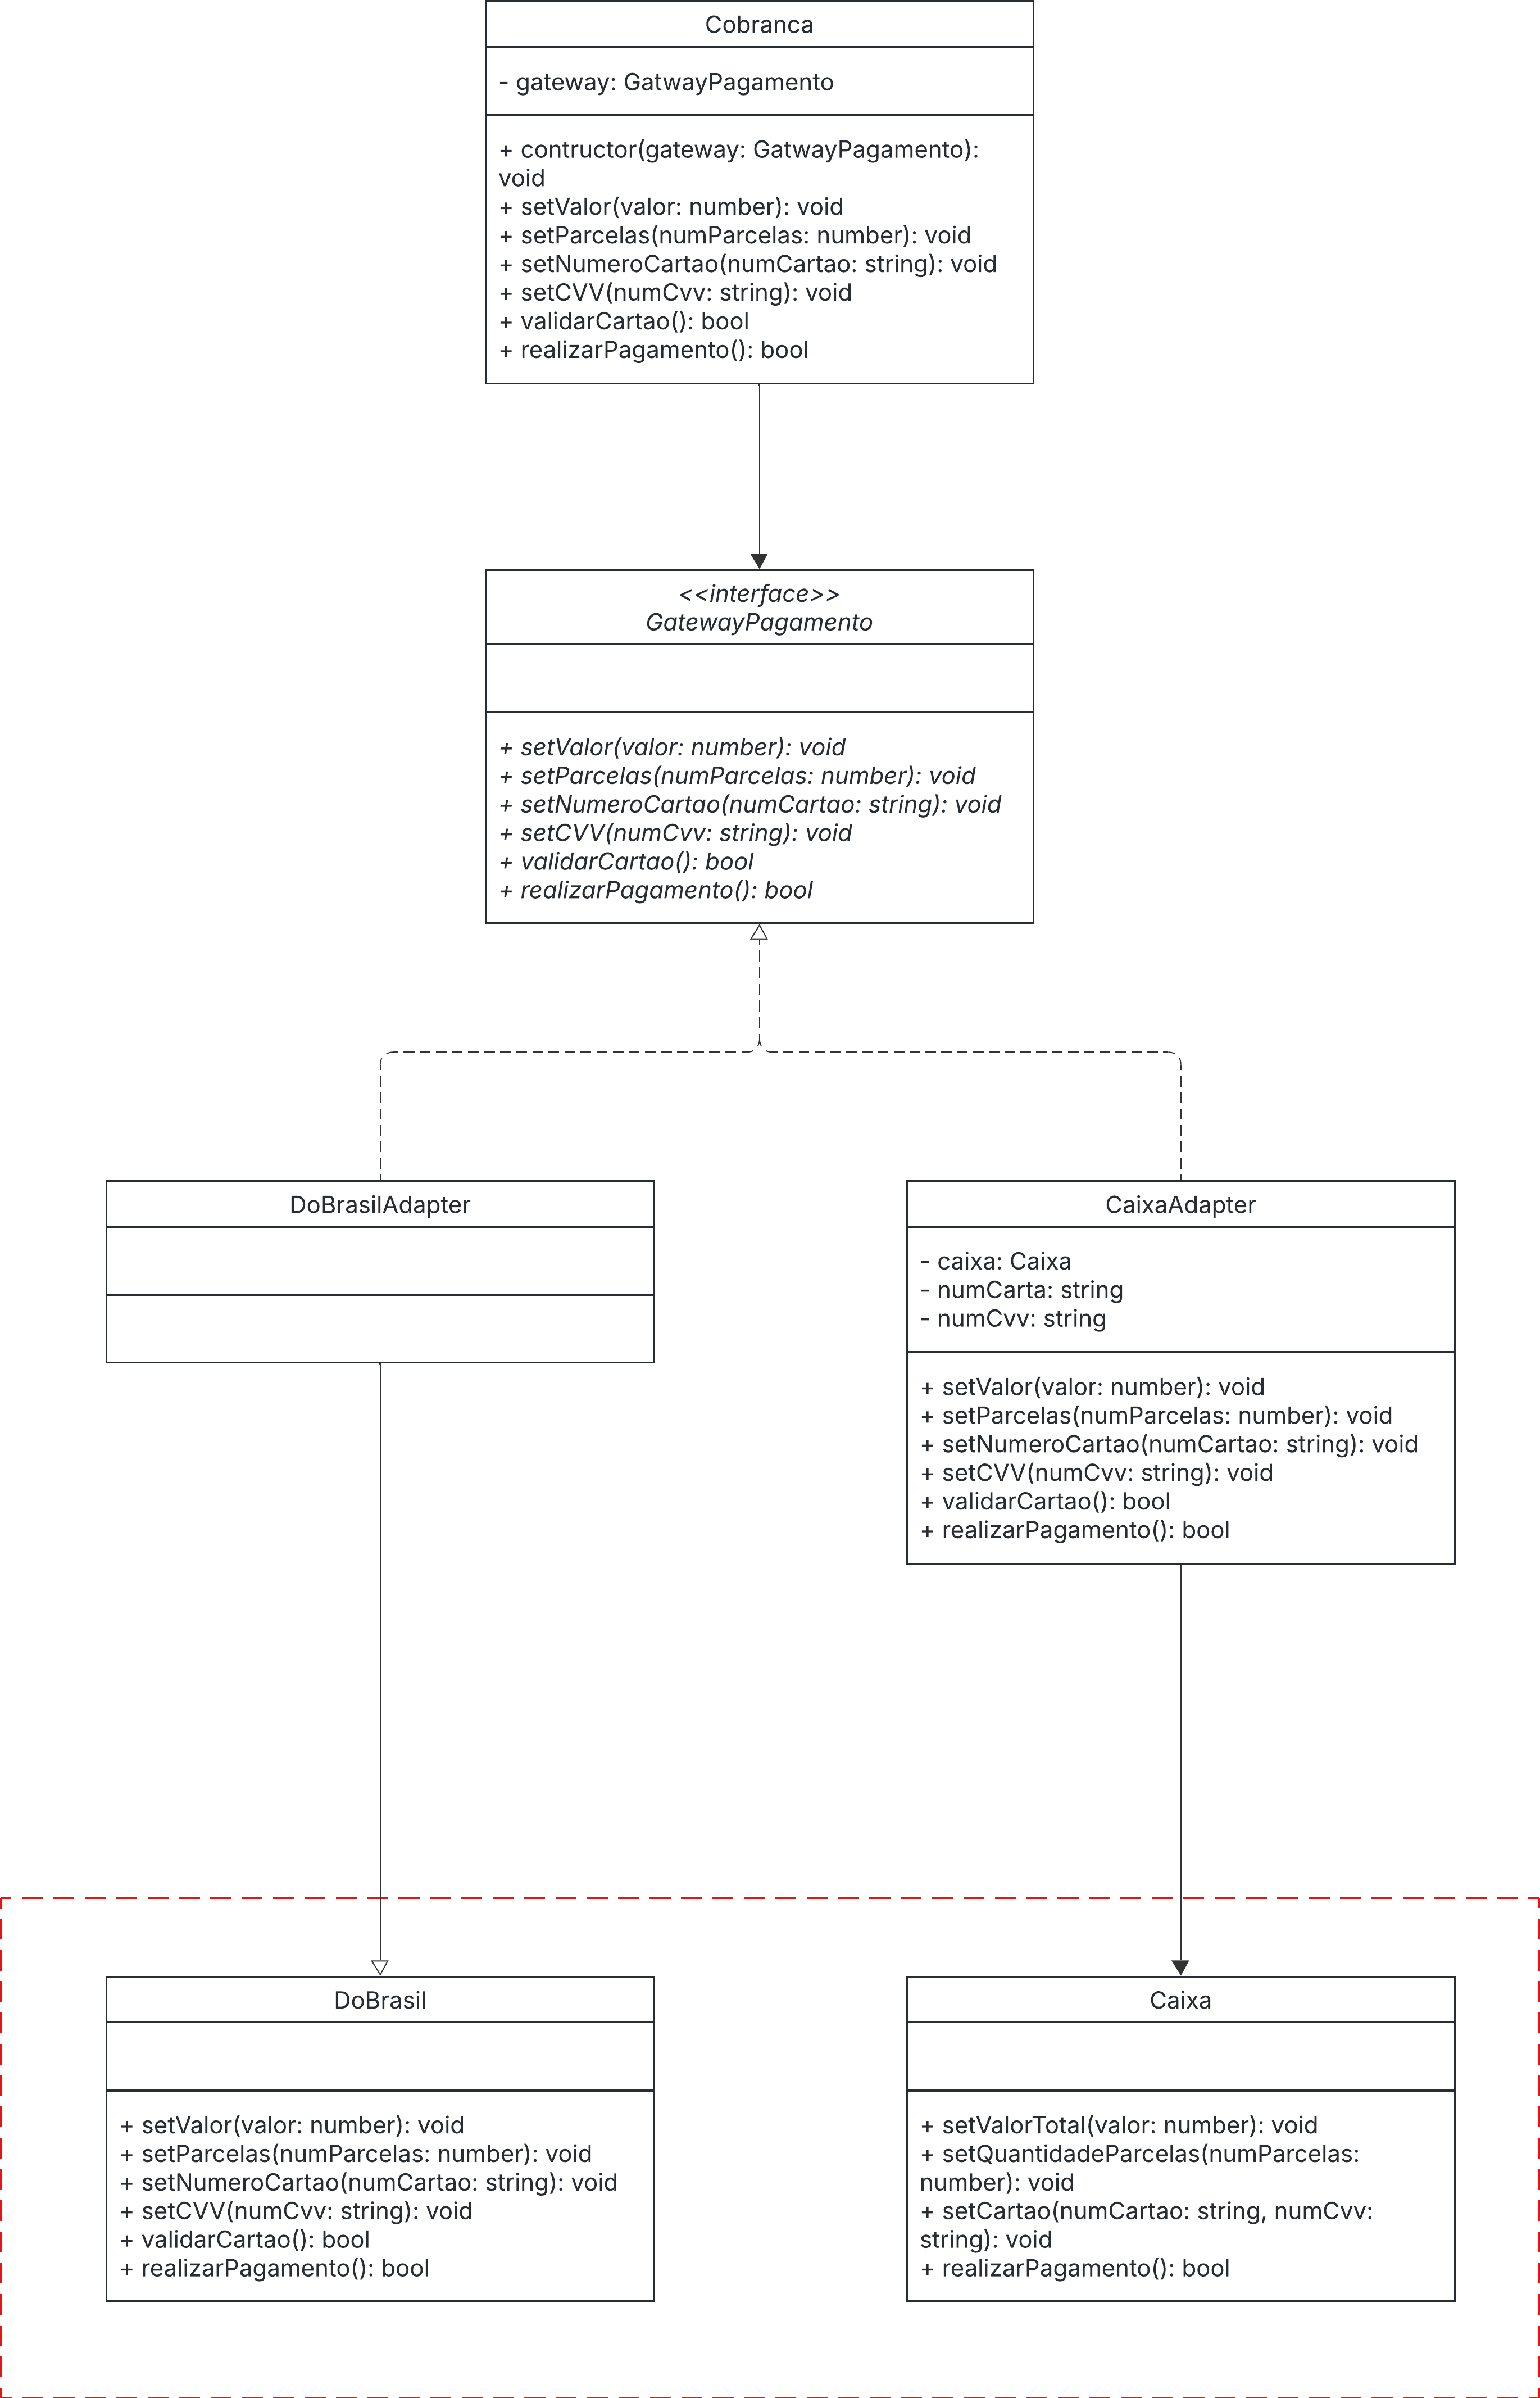 Cobranca
- gateway: GatwayPagamento
+ contructor(gateway: GatwayPagamento):
void
+ setValor(valor: number): void
+ setParcelas(numParcelas: number): void
+ setNumeroCartao(numCartao: string): void
+ setCVV(numCvv: string): void
+ validarCartao(): bool
+ realizarPagamento(): bool
<<interface>>
GatewayPagamento
+ setValor(valor: number): void
+ setParcelas(numParcelas: number): void
+ setNumeroCartao(numCartao: string): void
+ setCVV(numCvv: string): void
+ validarCartao(): bool
+ realizarPagamento(): bool
DoBrasilAdapter
CaixaAdapter
- caixa: Caixa
- numCarta: string
- numCvv: string
+ setValor(valor: number): void
+ setParcelas(numParcelas: number): void
+ setNumeroCartao(numCartao: string): void
+ setCVV(numCvv: string): void
+ validarCartao(): bool
+ realizarPagamento(): bool
DoBrasil
+ setValor(valor: number): void
+ setParcelas(numParcelas: number): void
+ setNumeroCartao(numCartao: string): void
+ setCVV(numCvv: string): void
+ validarCartao(): bool
+ realizarPagamento(): bool
Caixa
+ setValorTotal(valor: number): void
+ setQuantidadeParcelas(numParcelas:
number): void
+ setCartao(numCartao: string, numCvv:
string): void
+ realizarPagamento(): bool